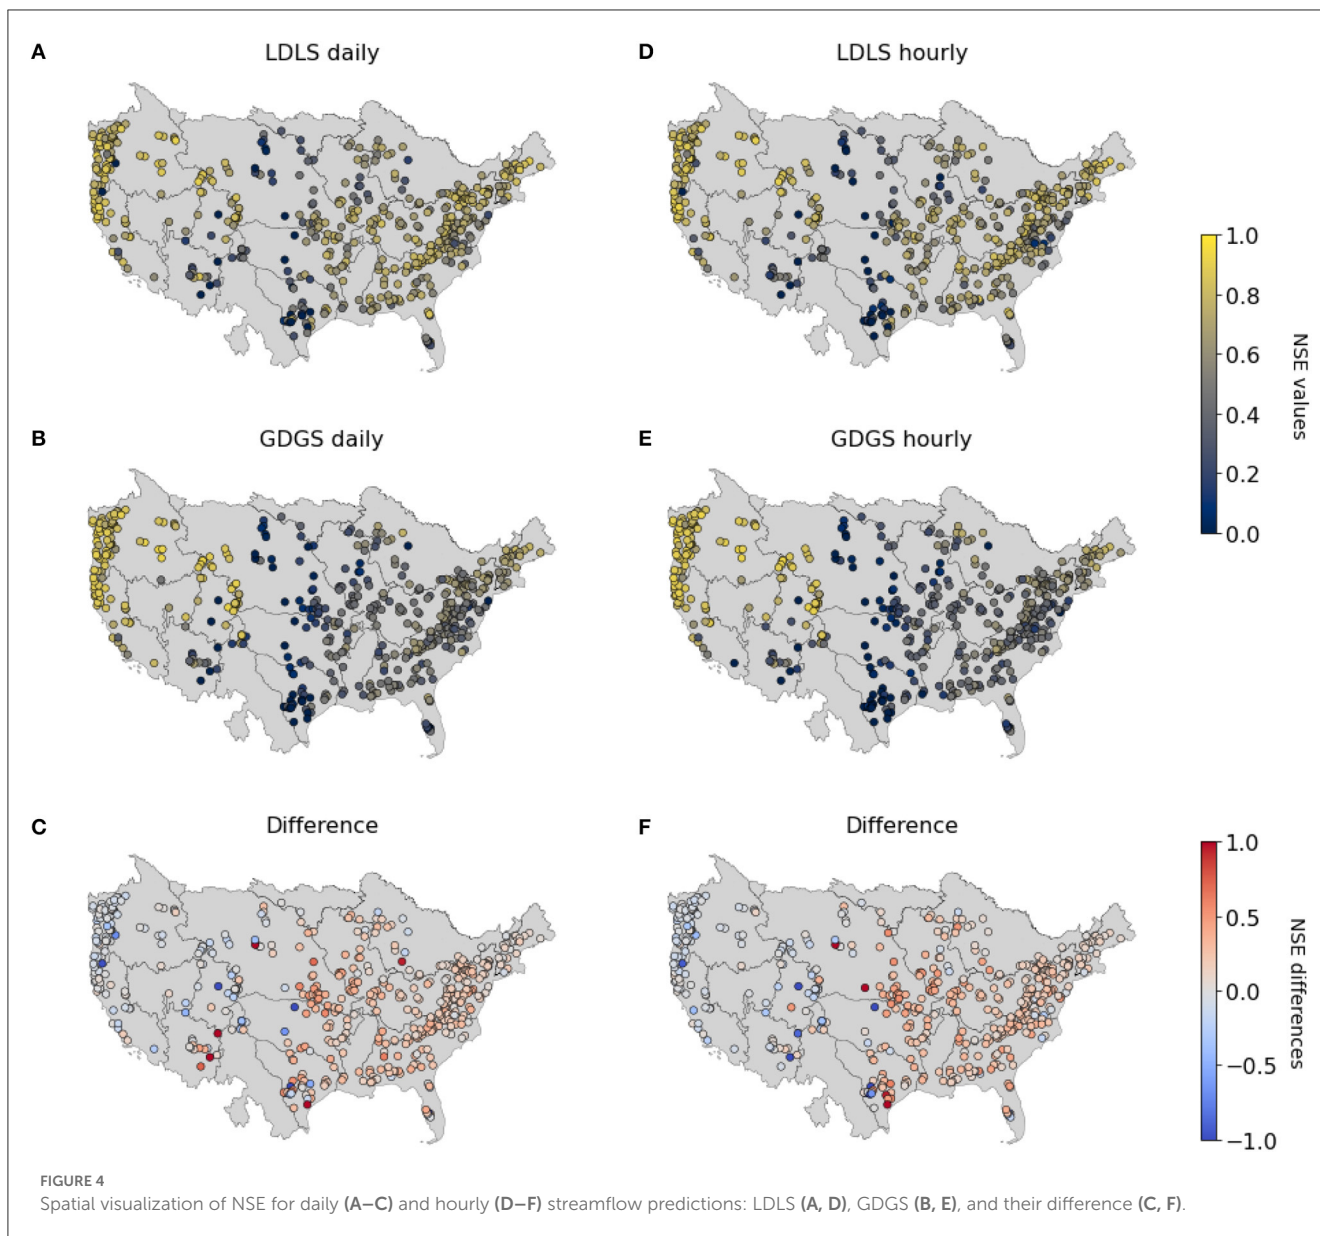 A
LDLS daily
D
LDLS hourly
B
GDGS daily
E
GDGS hourly
1.0
0.8
0.6
0.4
0.2
0.0
NSE values
C
Difference
F
Difference
1.0
0.5
0.0
−0.5
−1.0
NSE differences
FIGURE 4
Spatial visualization of NSE for daily (A–C) and hourly (D–F) streamflow predictions: LDLS (A, D), GDGS (B, E), and their difference (C, F).